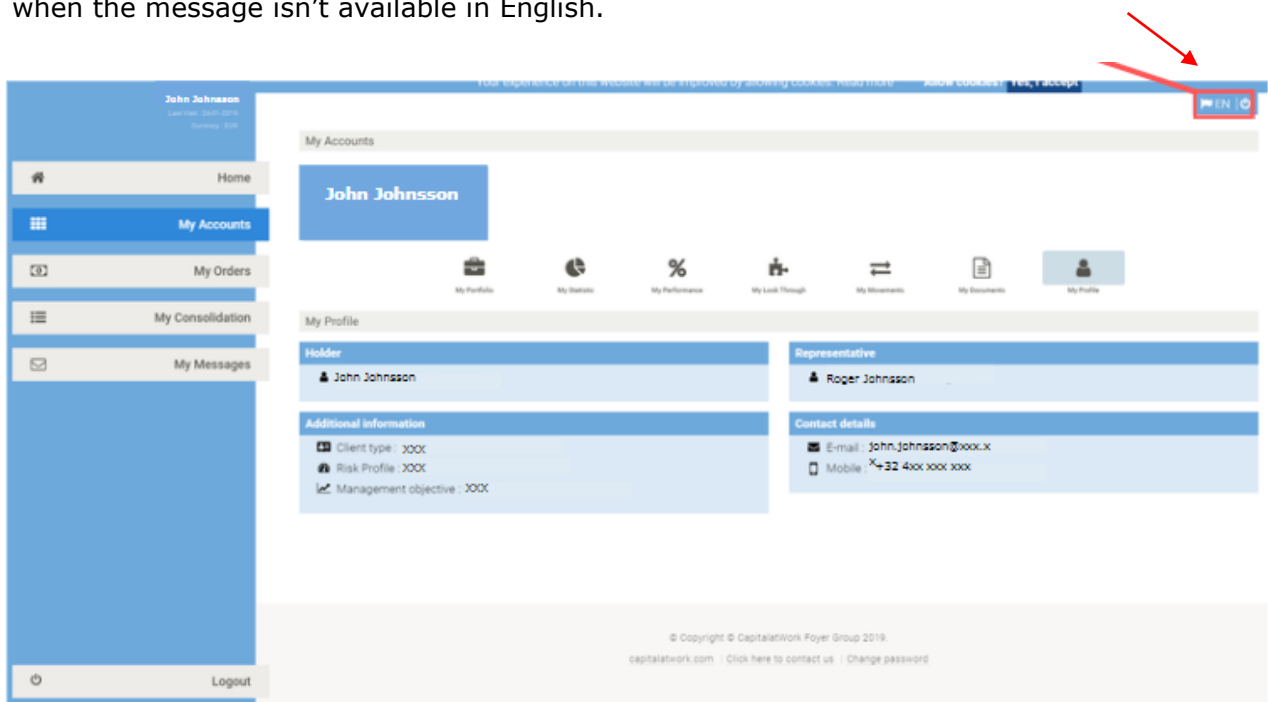 when the message isn't available in English.
Your experience on this website will be improved by allowing cookies. Read more Allow cookies? Yes, I accept
John Johnsson
Currency : EUR
EN
My Accounts
Home
John Johnsson
My Accounts
My Orders
My Portfolio My Statistic My Performance My Look Through My Movements My Documents My Profile
My Consolidation
My Profile
My Messages
Holder
John Johnsson
Representative
Roger Johnsson
Additional information
Client type : XXX
Risk Profile : XXX
Management objective : XXX
Contact details
E-mail : john.johnsson@xxx.x
Mobile : x+32 4xx xxx xxx
© Copyright © CapitalatWork Foyer Group 2019.
capitalatwork.com | Click here to contact us | Change password
Logout